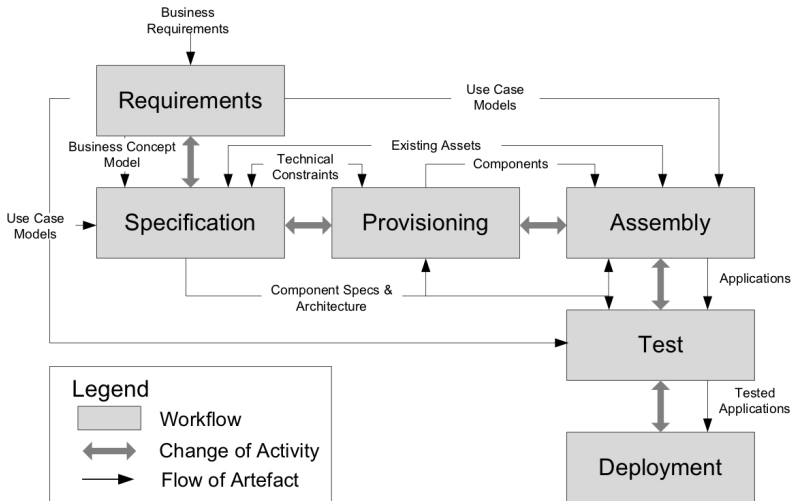 Business
Requirements
Requirements
Use Case
Models
Business Concept
Model
Existing Assets
Technical
Constraints
Components
Use Case
Models
Specification
Provisioning
Assembly
Component Specs &
Architecture
Applications
Test
Legend
Workflow
Change of Activity
Flow of Artefact
Tested
Applications
Deployment